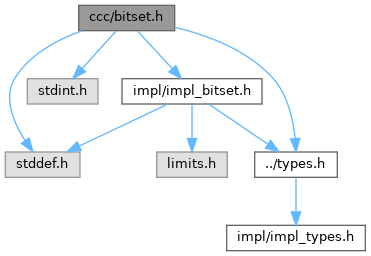 ccc/bitset.h
stdint.h
impl/impl_bitset.h
stddef.h
limits.h
../types.h
impl/impl_types.h